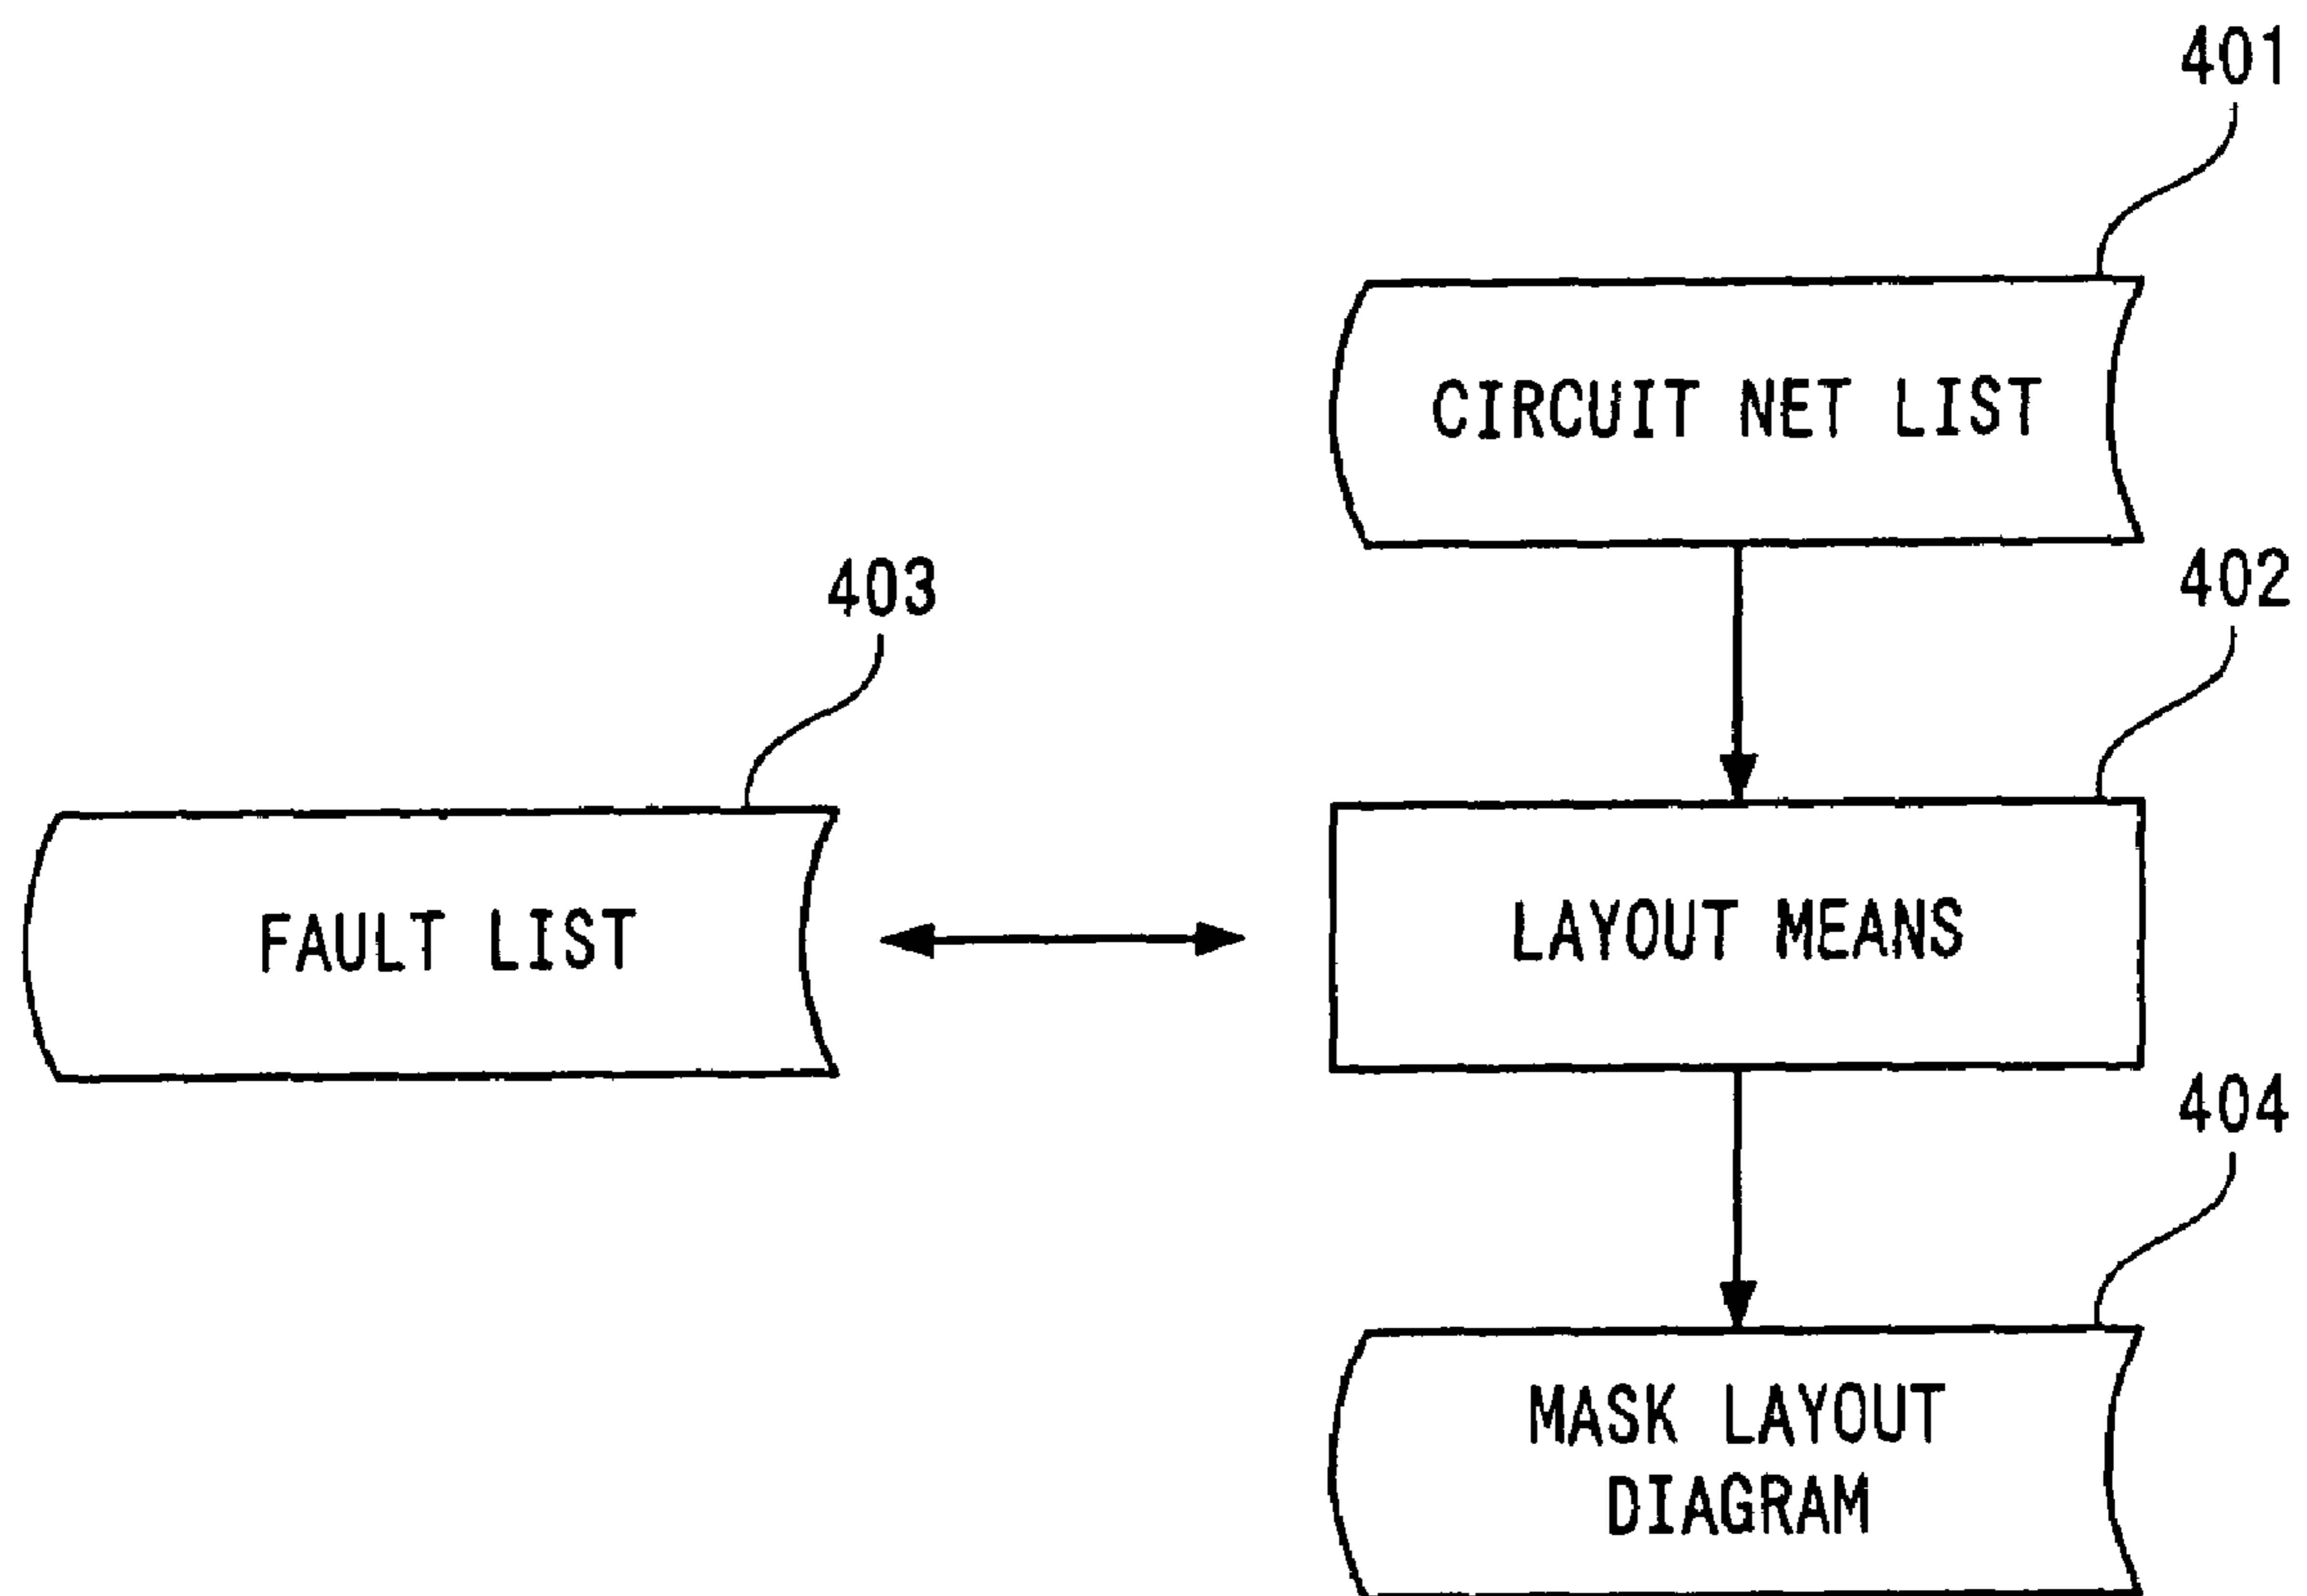 401
CIRCUIT NET LIST
402
403
LAYOUT MEANS
FAULT LIST
404
MASK LAYOUT
DIAGRAM